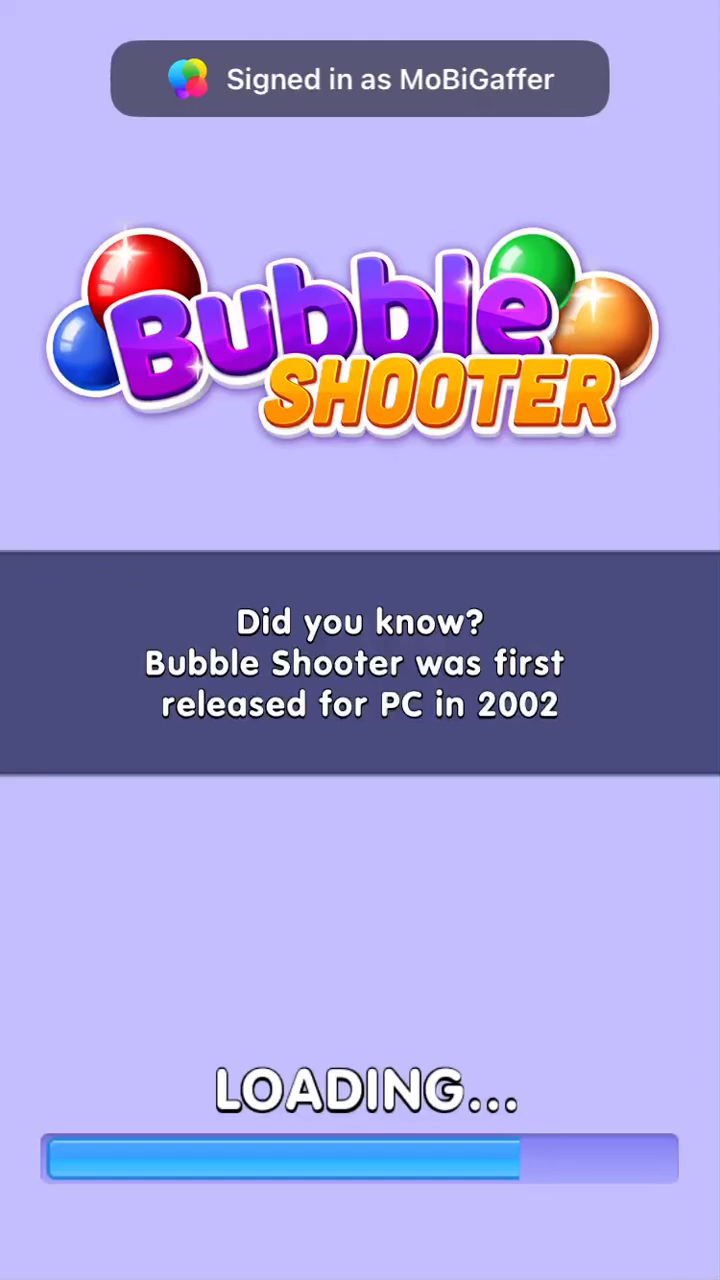 Signed in as MoBiGaffer
Bubble
SHOOTER
Did you know?
Bubble Shooter was first
released for PC in 2002
LOADING...